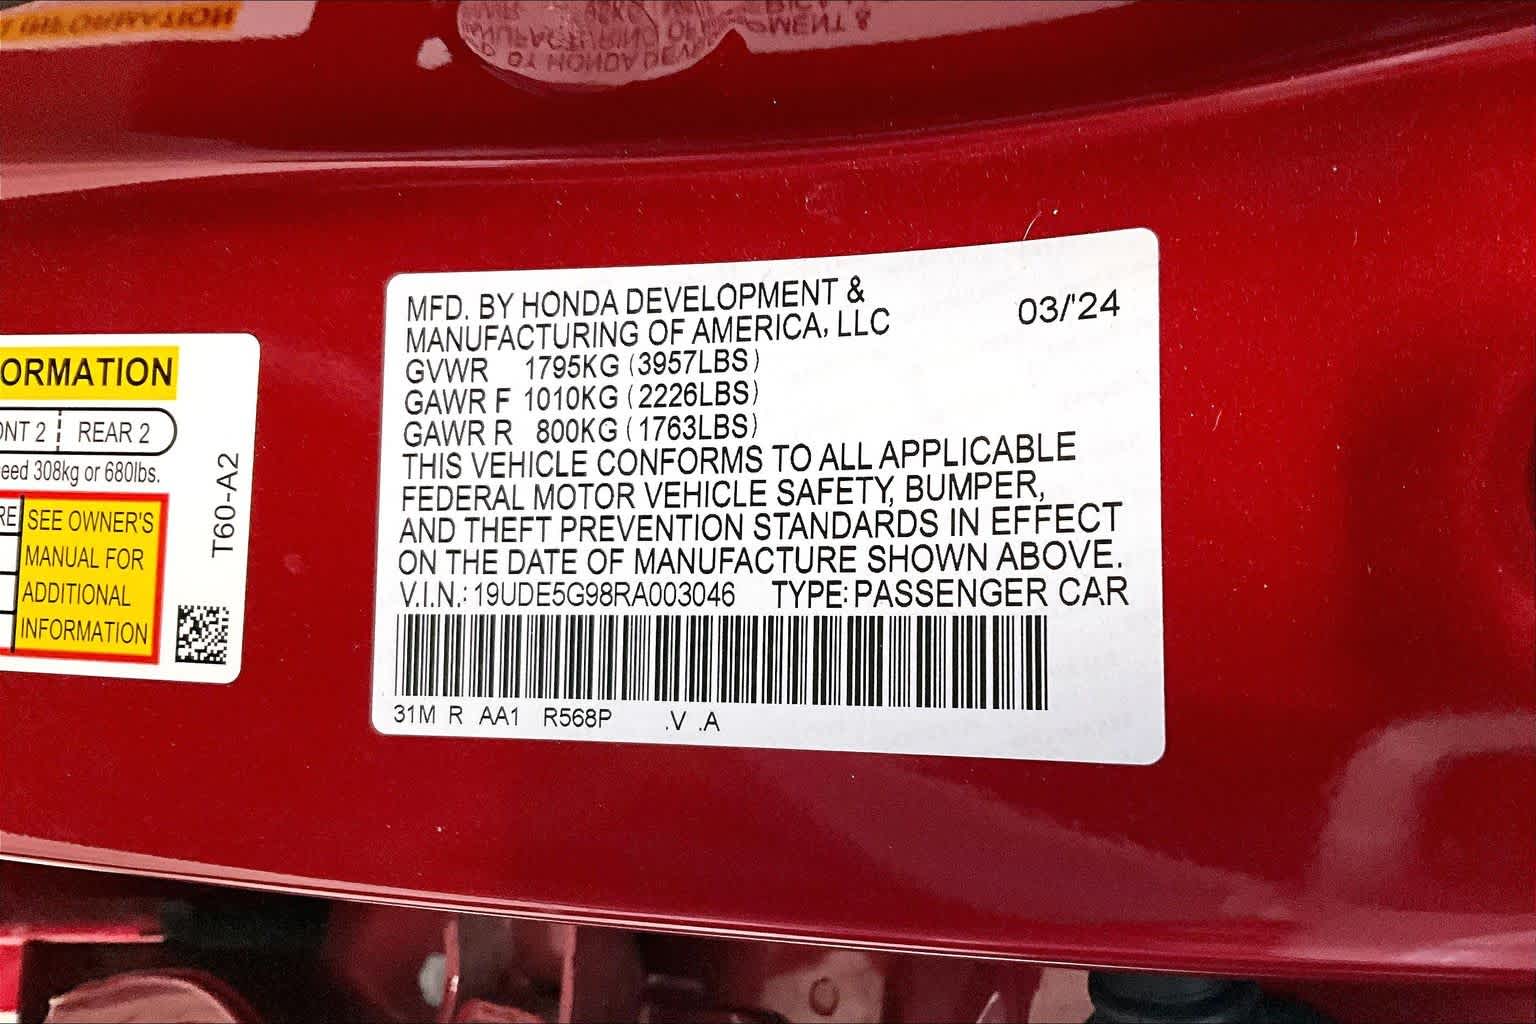 ORMATION
ONT 2 REAR 2
eed 308kg or 680lbs.
RE
SEE OWNER'S
MANUAL FOR
ADDITIONAL
INFORMATION
T60-A2
MFD. BY HONDA DEVELOPMENT & 03/'24
MANUFACTURING OF AMERICA, LLC
GVWR 1795KG (3957LBS)
GAWR F 1010KG (2226LBS)
GAWR R 800KG (1763LBS)
THIS VEHICLE CONFORMS TO ALL APPLICABLE
FEDERAL MOTOR VEHICLE SAFETY, BUMPER,
AND THEFT PREVENTION STANDARDS IN EFFECT
ON THE DATE OF MANUFACTURE SHOWN ABOVE.
V.I.N.: 19UDE5G98RA003046 TYPE: PASSENGER CAR
31M R AA1 R568P .V .A